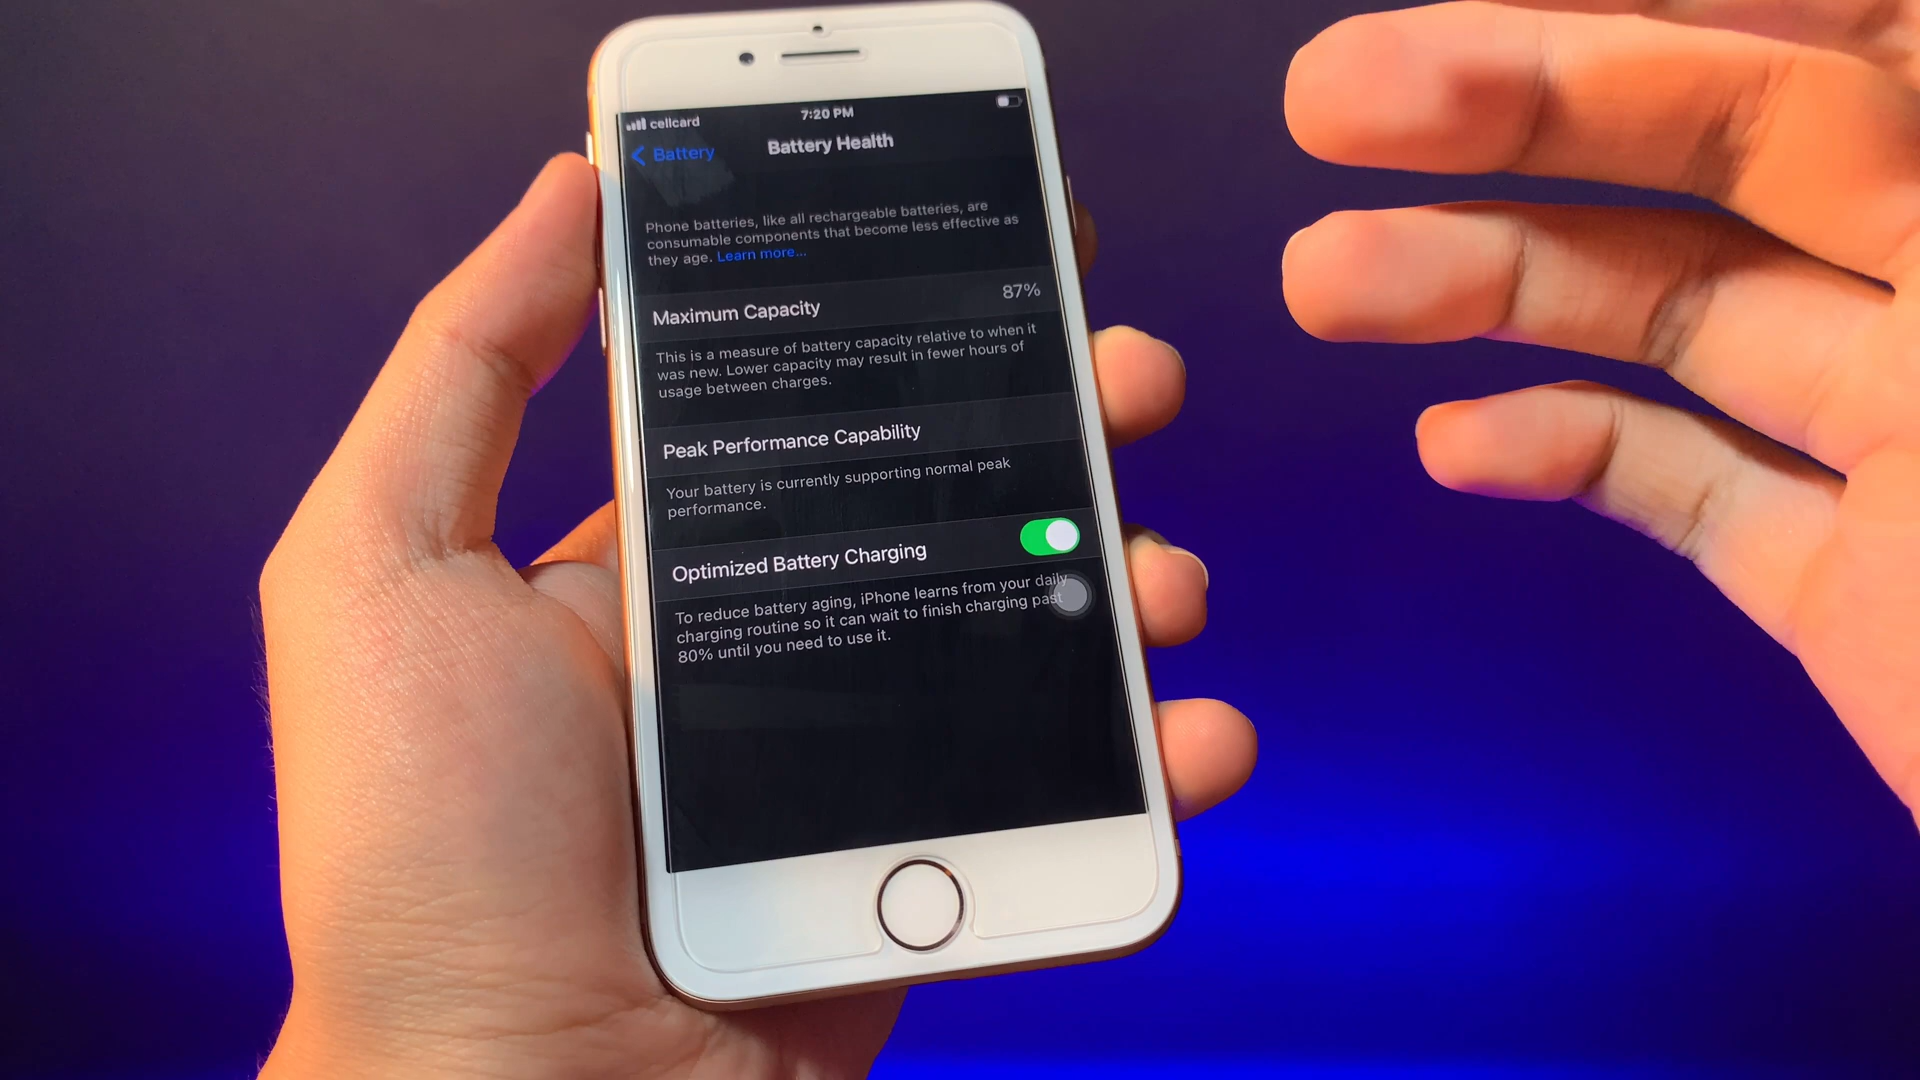 cellcard
7:20 PM
Battery
Battery Health
Phone batteries, like all rechargeable batteries, are
consumable components that become less effective as
they age. Learn more...
Maximum Capacity
87%
This is a measure of battery capacity relative to when it
was new. Lower capacity may result in fewer hours of
usage between charges.
Peak Performance Capability
Your battery is currently supporting normal peak
performance.
Optimized Battery Charging
To reduce battery aging, iPhone learns from your daily
charging routine so it can wait to finish charging past
80% until you need to use it.